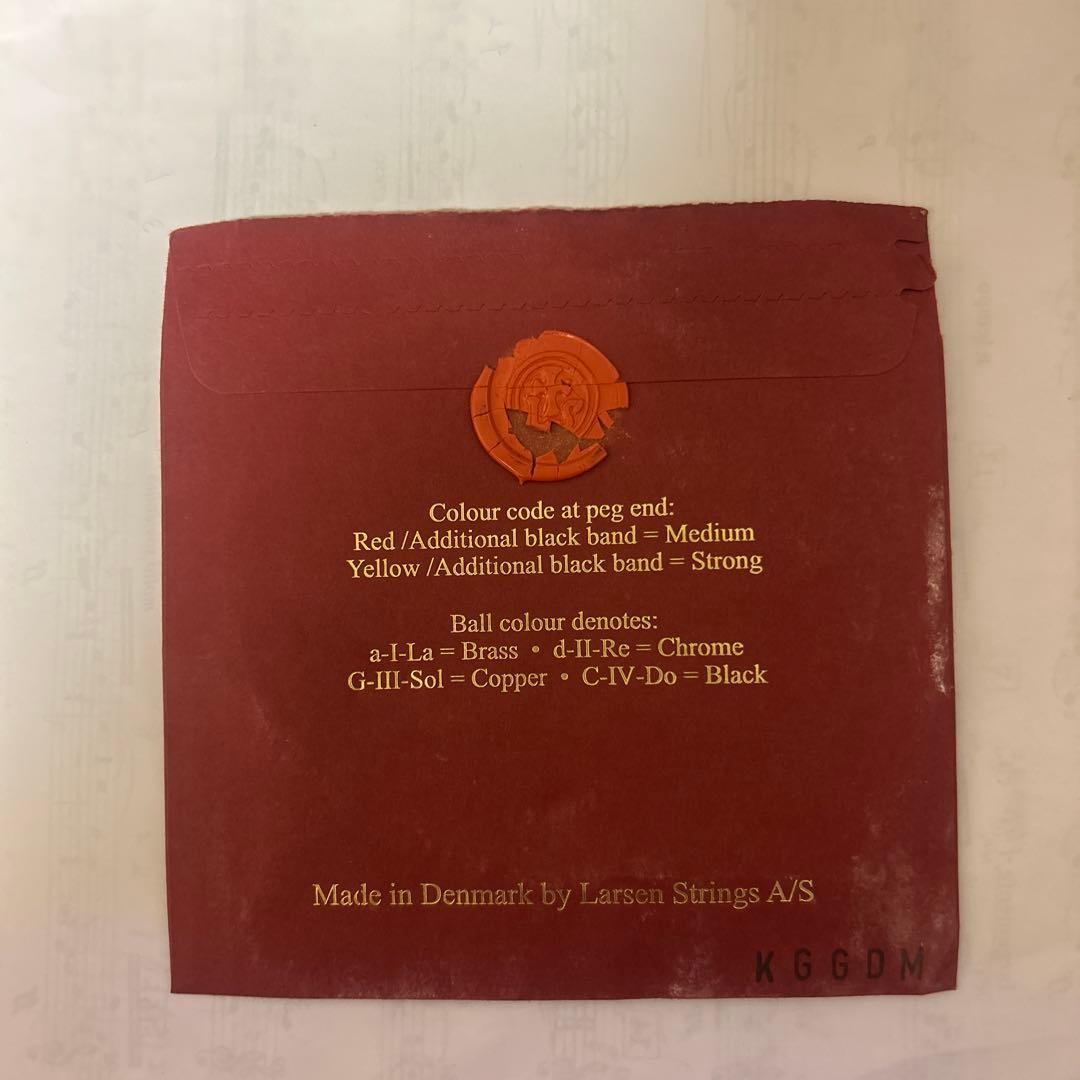 Colour code at peg end:
Red /Additional black band = Medium
Yellow /Additional black band = Strong
Ball colour denotes:
a-I-La = Brass • d-II-Re = Chrome
G-III-Sol = Copper • C-IV-Do = Black
Made in Denmark by Larsen Strings A/S
KGGDM